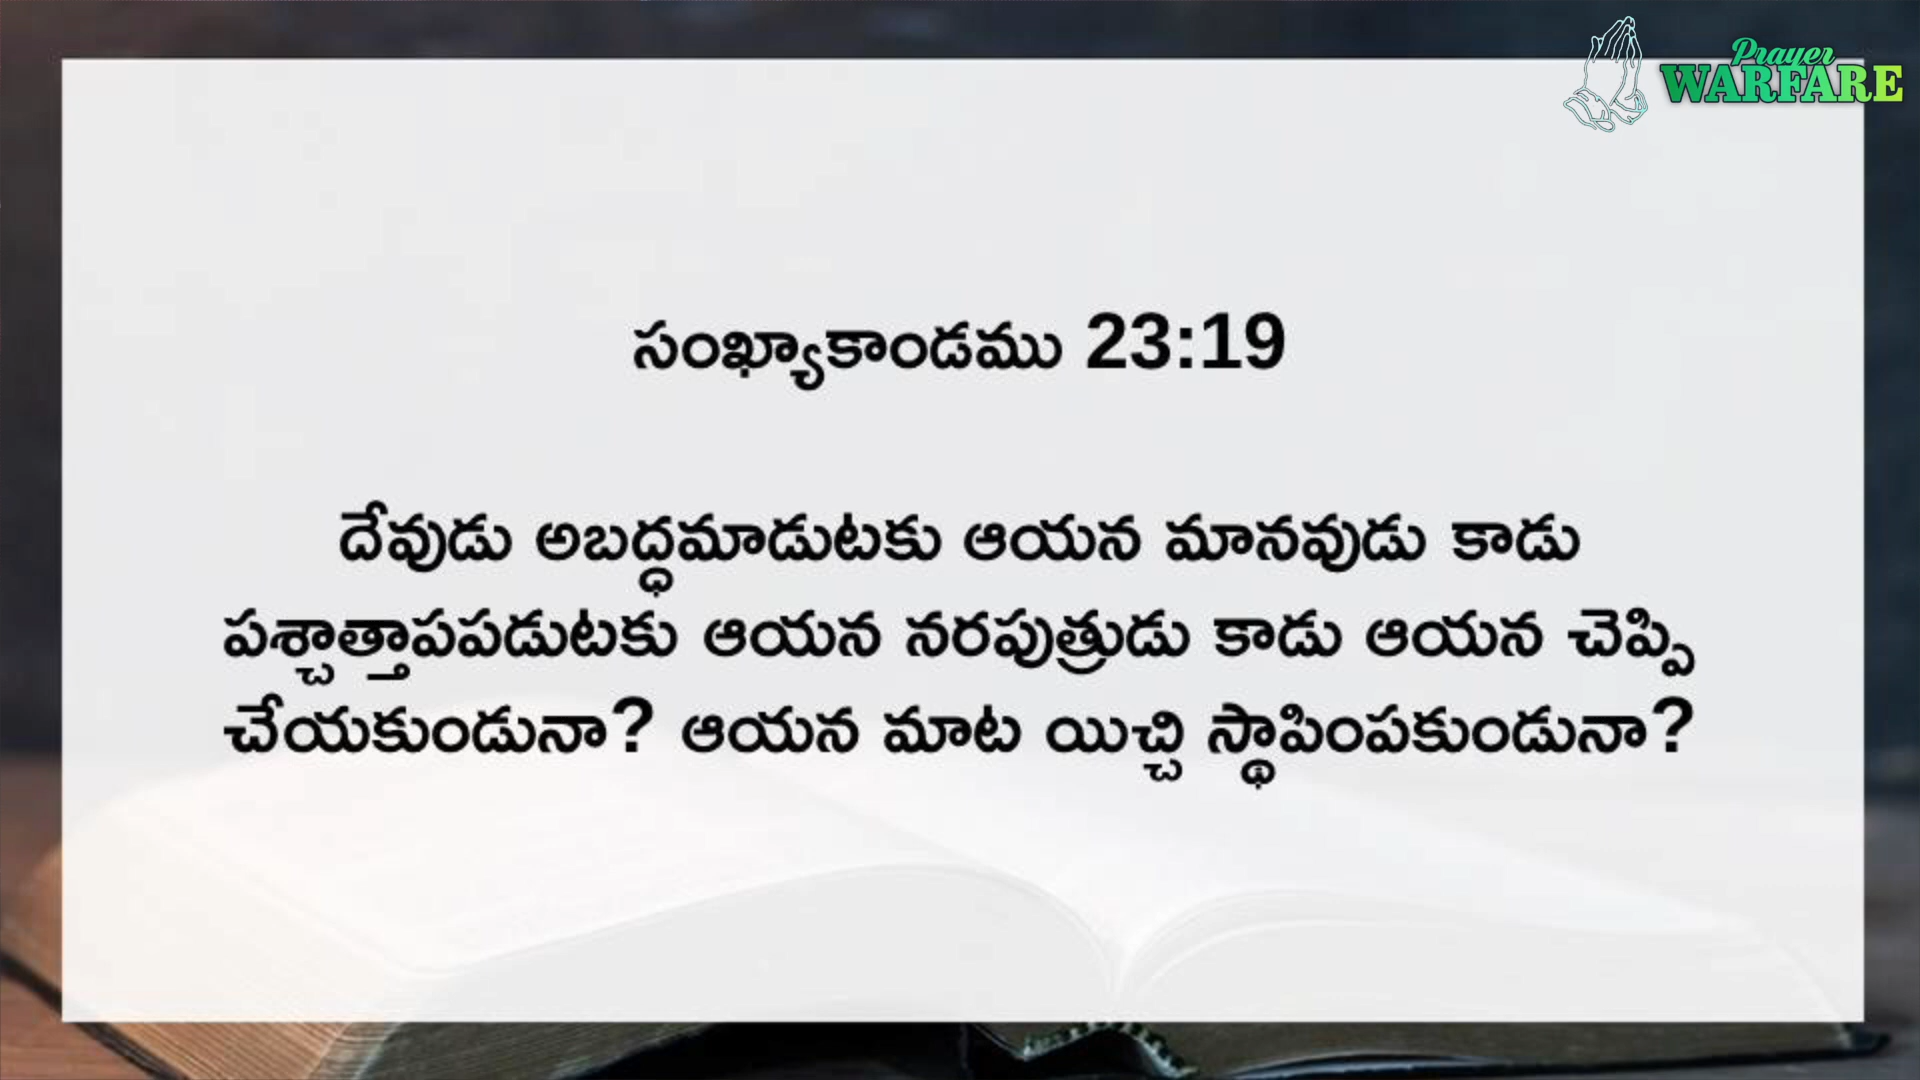 Prayer
WARFARE
సంఖ్యాకాండము 23:19
దేవుడు అబద్ధమాడుటకు ఆయన మానవుడు కాడు
పశ్చాత్తాపపడుటకు ఆయన నరపుత్రుడు కాడు ఆయన చెప్పి
చేయకుండునా? ఆయన మాట యిచ్చి స్థాపింపకుండునా?